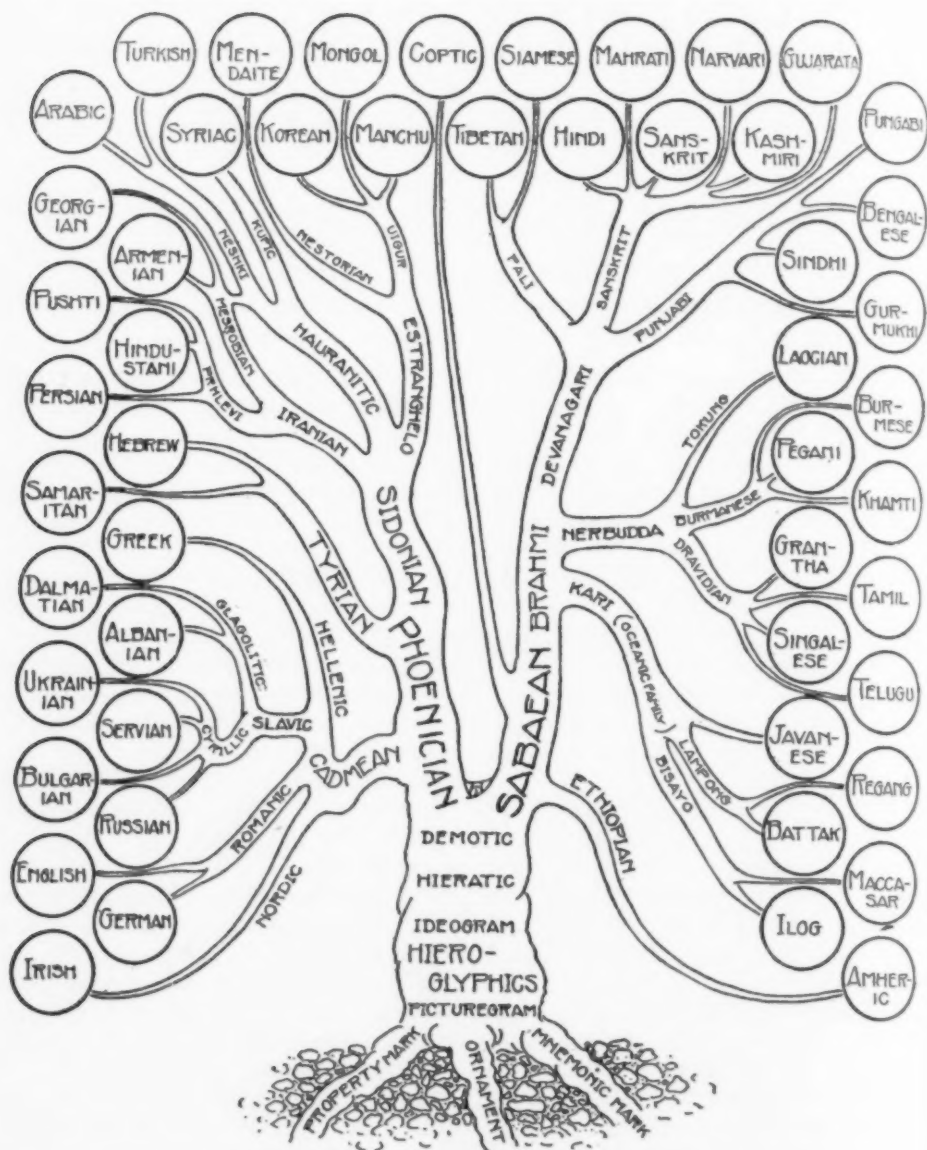 TURKISH
MEN-
DAITE
MONGOL
COPTIC
SIAMESE
MAHRATI
NARVARI
GUJARATA
ARABIC
SYRIAC
KOREAN
MANCHU
TIBETAN
HINDI
SANS-
KRIT
KASH-
MIRI
PUNGABI
GEORG-
IAN
ARMEN-
IAN
PUSHTI
HINDU-
STANI
PERSIAN
HEBREW
SAMAR-
ITAN
GREEK
DALMA-
TIAN
ALBAN-
IAN
UKRAIN-
IAN
SERVIAN
BULGAR-
IAN
RUSSIAN
ENGLISH
GERMAN
IRISH
NESHKI
KUFIC
NESTORIAN
UIGUR
MESROBIAN
PEHLEVI
IRANIAN
HAURANITIC
ESTRANGHELO
SIDONIAN
TYRIAN
PHOENICIAN
HELLENIC
GLAGOLITIC
CYRILLIC
SLAVIC
CADMEAN
ROMANIC
NORDIC
PALI
SANSKRIT
PUNJABI
DEVANAGARI
SABAEAN BRAHMI
NERBUDDA
TOKUNG
BURMANESE
DRAVIDIAN
KARI (OCEANIC FAMILY)
LAMPONG
BISAYO
ETHIOPIAN
BENGAL-
ESE
SINDHI
GUR-
MUKHI
LAOCIAN
BUR-
MESE
PEGAMI
KHAMTI
GRAN-
THA
TAMIL
SINGAL-
ESE
TELUGU
JAVAN-
ESE
REGANG
BATTAK
MACCA-
SAR
ILOG
AMHER-
IC
DEMOTIC
HIERATIC
IDEOGRAM
HIERO-
GLYPHICS
PICTUREGRAM
PROPERTY MARK
ORNAMENT
MNEMONIC MARK